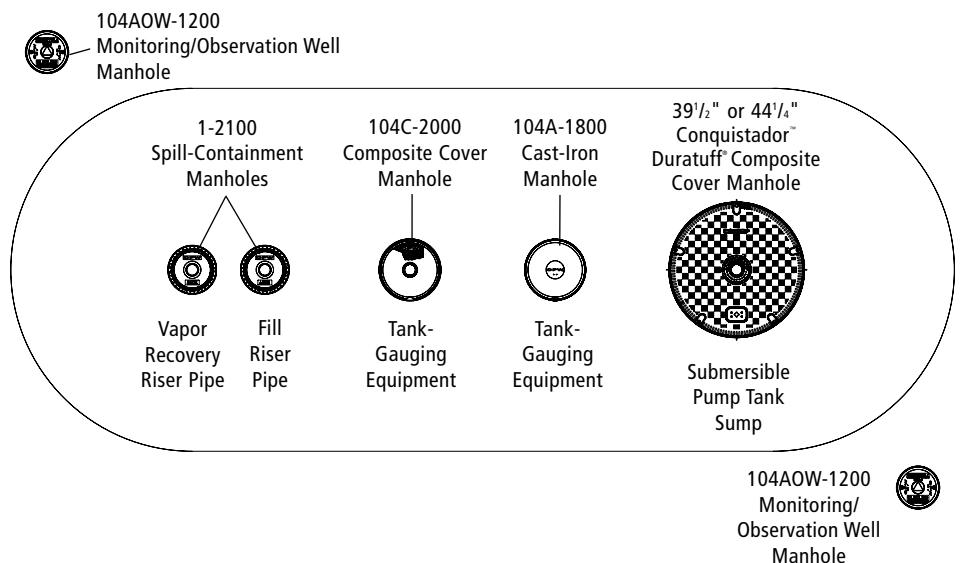 104AOW-1200
Monitoring/Observation Well
Manhole
1-2100
Spill-Containment
Manholes
104C-2000
Composite Cover
Manhole
104A-1800
Cast-Iron
Manhole
39¹/₂" or 44¹/₄"
Conquistador™
Duratuff® Composite
Cover Manhole
Vapor
Recovery
Riser Pipe
Fill
Riser
Pipe
Tank-
Gauging
Equipment
Tank-
Gauging
Equipment
Submersible
Pump Tank
Sump
104AOW-1200
Monitoring/
Observation Well
Manhole